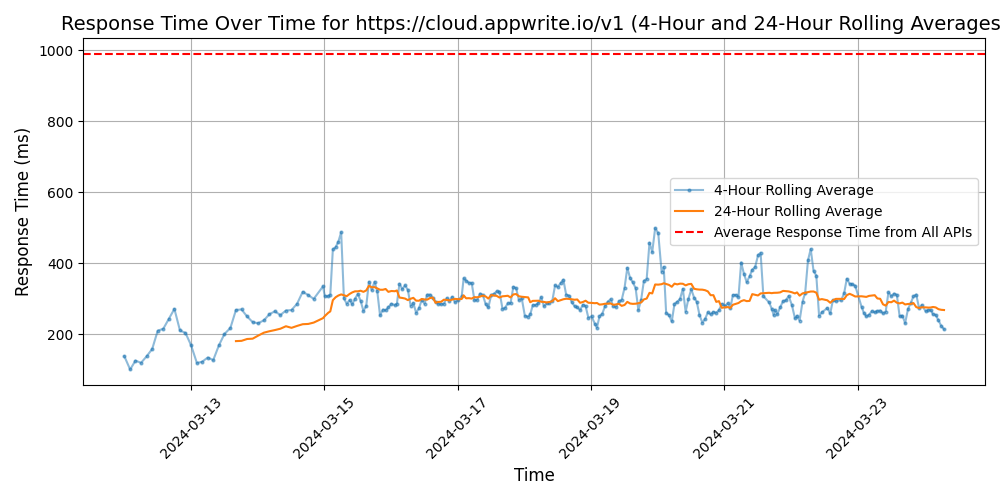 Response Time Over Time for https://cloud.appwrite.io/v1 (4-Hour and 24-Hour Rolling Averages
Response Time (ms)
1000
800
600
400
200
4-Hour Rolling Average
24-Hour Rolling Average
Average Response Time from All APIs
2024-03-13
2024-03-15
2024-03-17
2024-03-19
2024-03-21
2024-03-23
Time